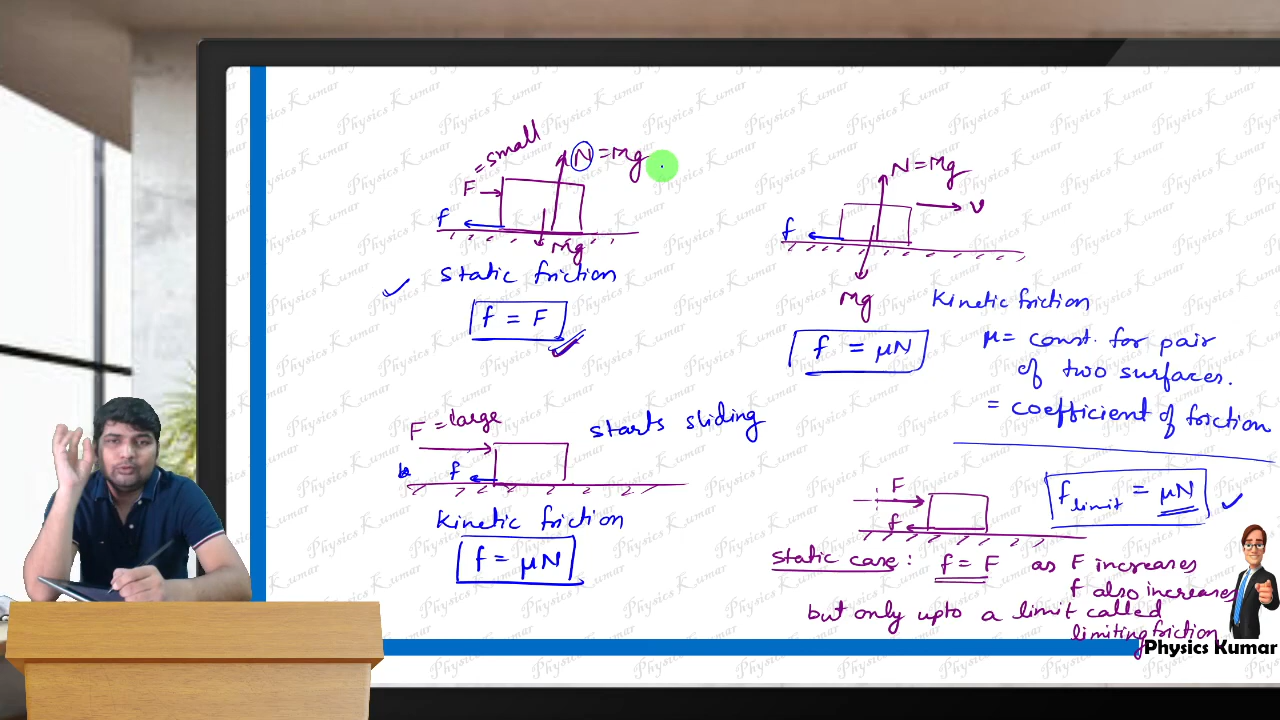 F = small
N = Mg
f
Mg
static friction
f = F
N = Mg
v
f
Mg
Kinetic friction
f = μN
μ = const. for pair
of two surfaces.
= coefficient of friction
F = large
starts sliding
f
Kinetic friction
f = μN
F
f
f limit = μN
static case : f = F as F increases
f also increases
but only upto a limit called
limiting friction
Physics Kumar